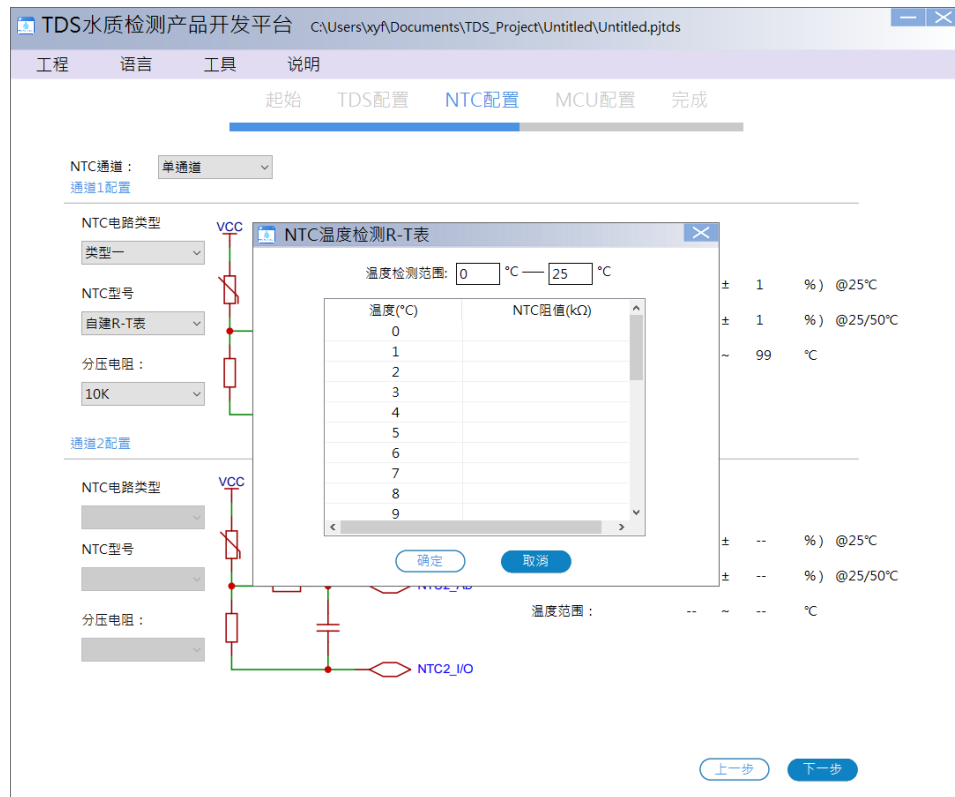 TDS水质检测产品开发平台 C:\Users\xyf\Documents\TDS_Project\Untitled\Untitled.pjtds
工程 语言 工具 说明
起始 TDS配置 NTC配置 MCU配置 完成
NTC通道： 单通道
通道1配置
NTC电路类型
类型一
NTC型号
自建R-T表
分压电阻：
10K
VCC
± 1 %) @25℃
± 1 %) @25/50℃
~ 99 ℃
NTC温度检测R-T表
温度检测范围: 0 °C — 25 °C
温度(°C) NTC阻值(kΩ)
0
1
2
3
4
5
6
7
8
9
确定 取消
通道2配置
NTC电路类型
NTC型号
分压电阻：
VCC
NTC2_AD
NTC2_I/O
± -- %) @25℃
± -- %) @25/50℃
温度范围： -- ~ -- ℃
上一步 下一步